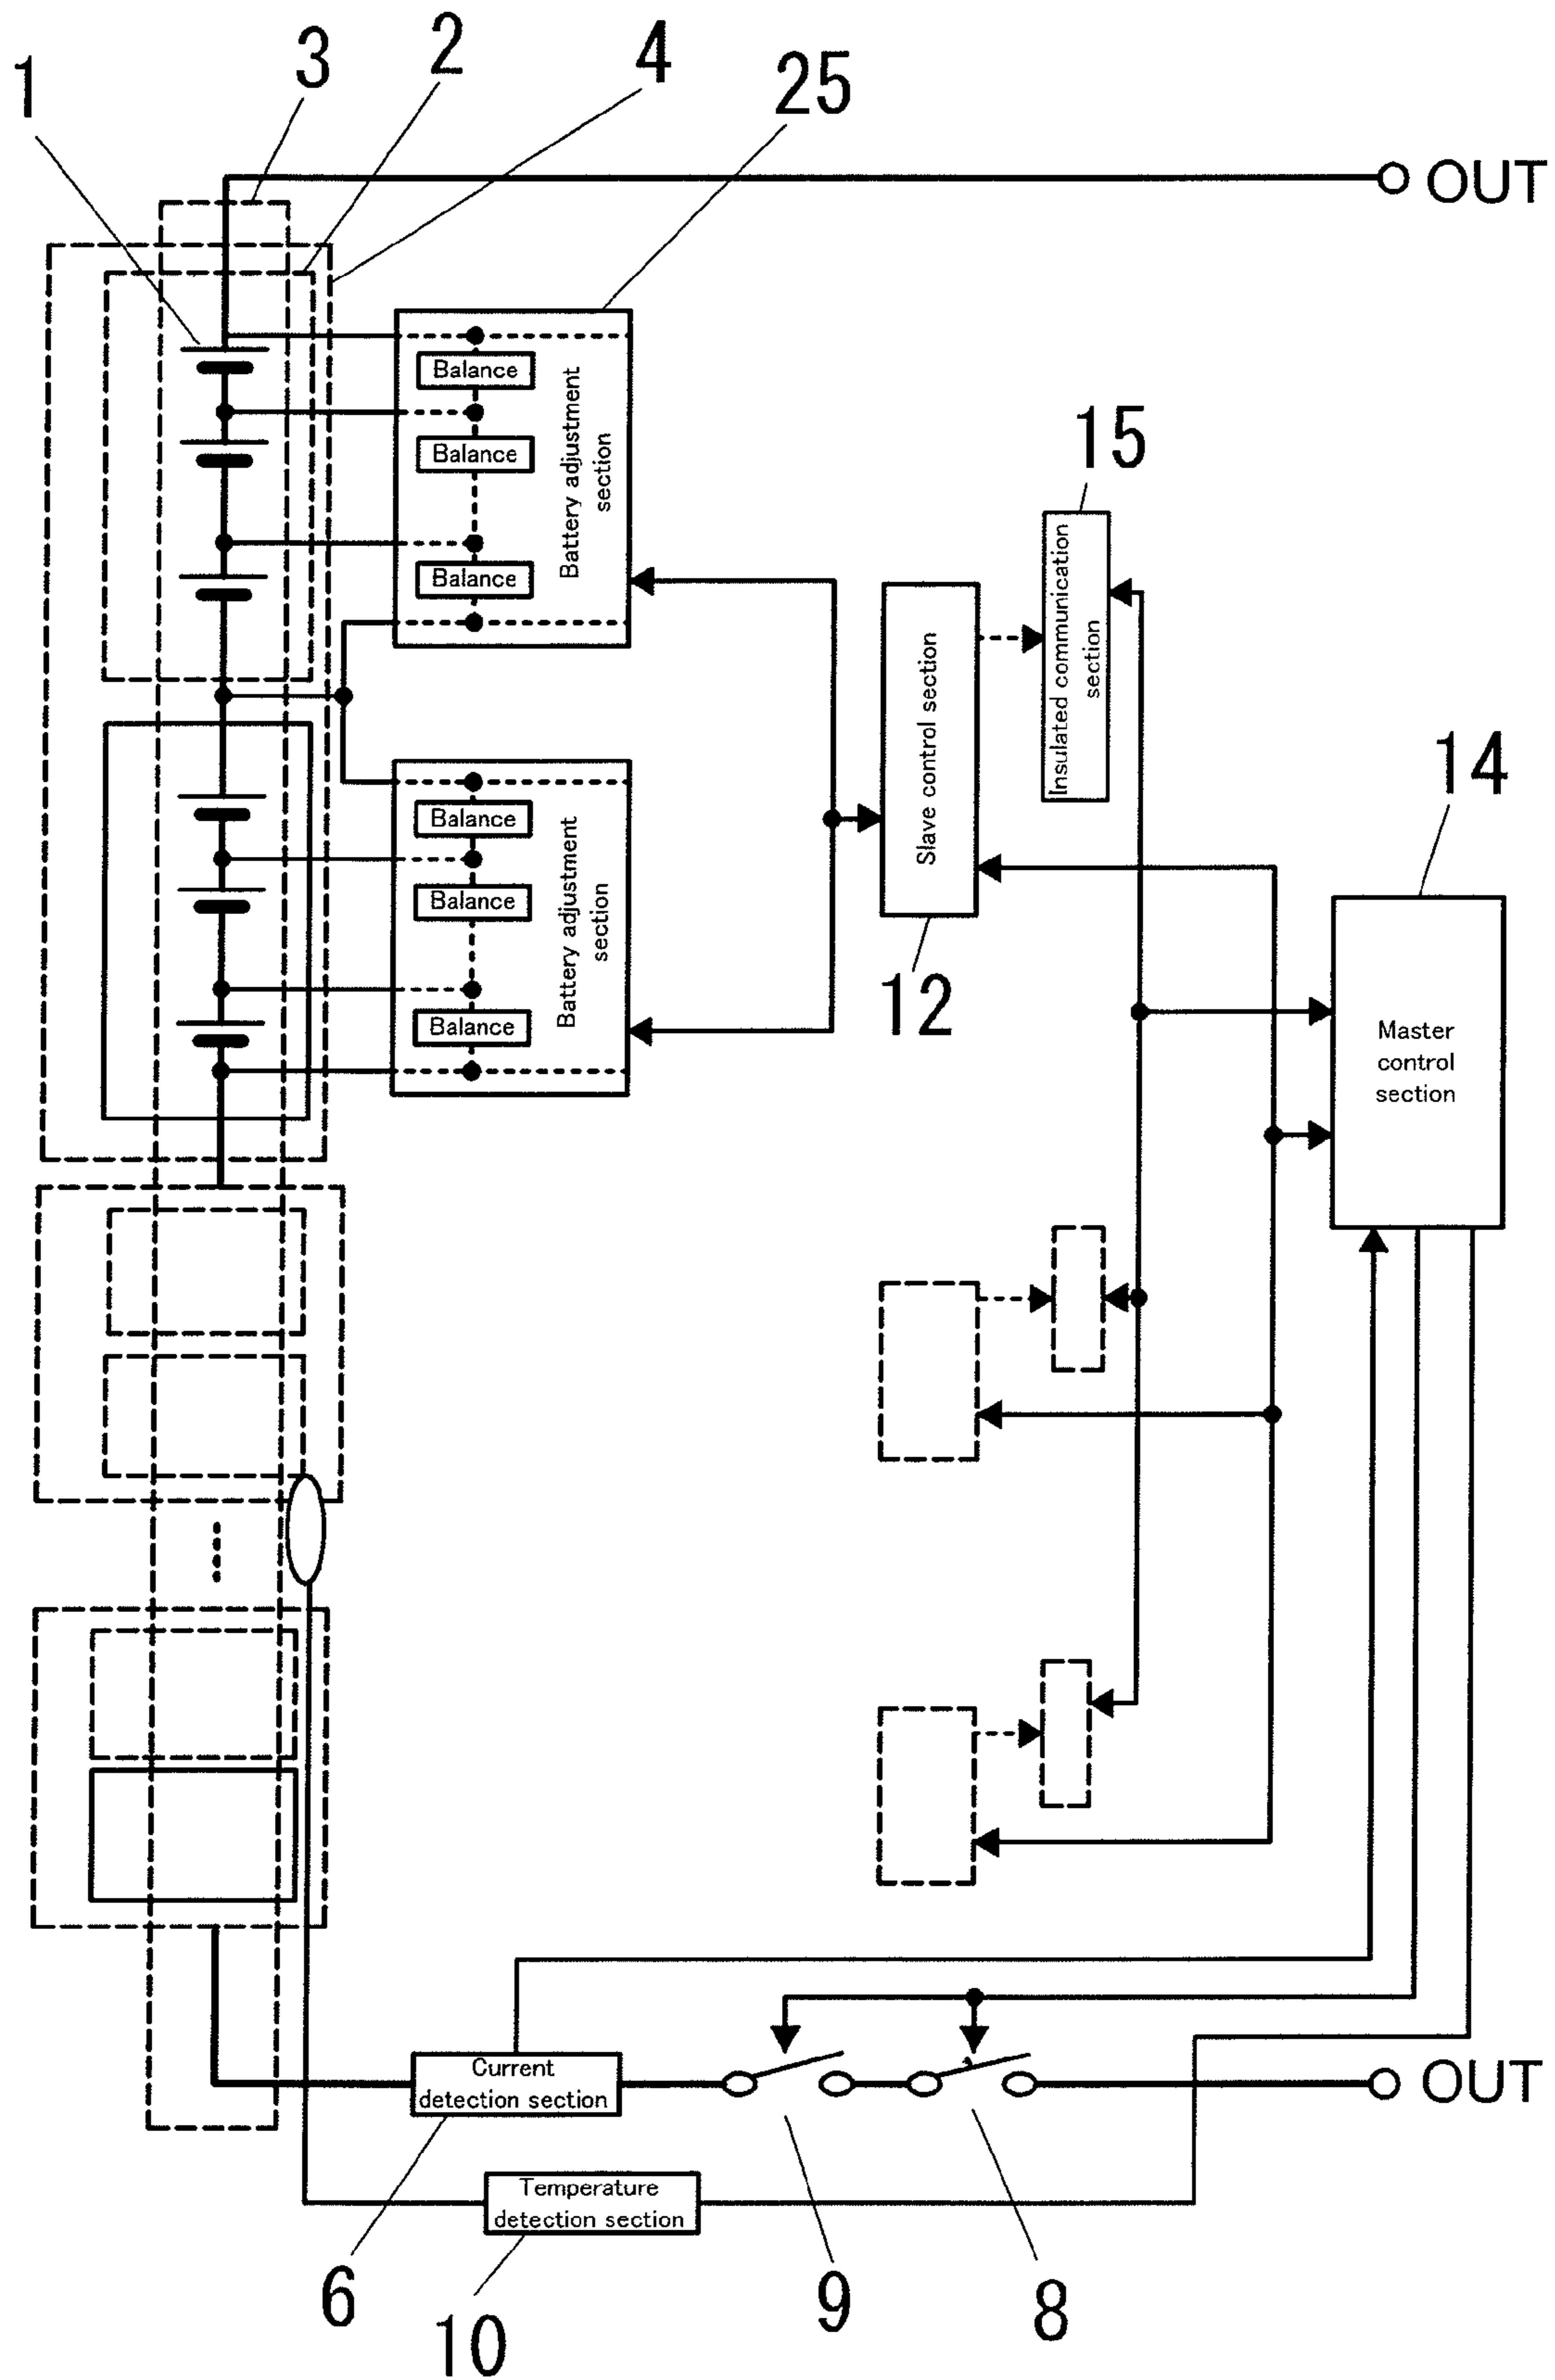 1
3
2
4
25
OUT
Balance
Balance
Balance
Battery adjustment
section
15
Insulated communication
section
Slave control section
12
14
Master
control
section
Balance
Balance
Balance
Battery adjustment
section
Current
detection section
OUT
Temperature
detection section
6
10
9
8